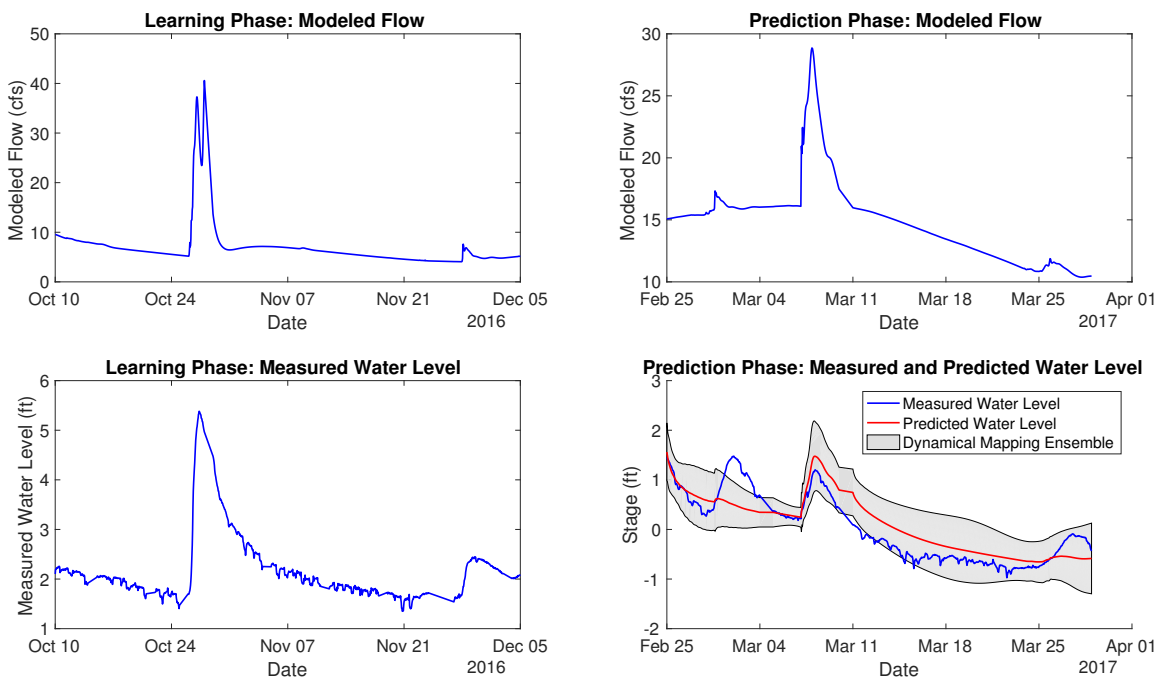 Learning Phase: Modeled Flow
50
40
30
20
10
0
Modeled Flow (cfs)
Oct 10 Oct 24 Nov 07 Nov 21 Dec 05
Date
2016
Prediction Phase: Modeled Flow
30
25
20
15
10
Modeled Flow (cfs)
Feb 25 Mar 04 Mar 11 Mar 18 Mar 25 Apr 01
Date
2017
Learning Phase: Measured Water Level
6
5
4
3
2
1
Measured Water Level (ft)
Oct 10 Oct 24 Nov 07 Nov 21 Dec 05
Date
2016
Prediction Phase: Measured and Predicted Water Level
3
2
1
0
-1
-2
Stage (ft)
Measured Water Level
Predicted Water Level
Dynamical Mapping Ensemble
Feb 25 Mar 04 Mar 11 Mar 18 Mar 25 Apr 01
Date
2017